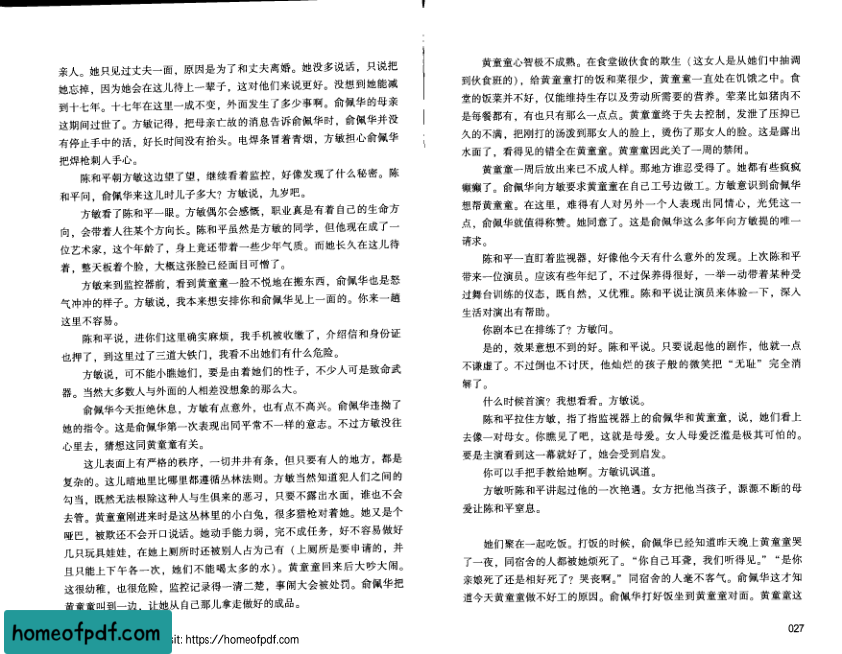 亲人。她只见过丈夫一面，原因是为了和丈夫离婚。她没多说话，只说把
她忘掉，因为她会在这儿待上一辈子，这对他们来说更好。没想到她能减
到十七年。十七年在这里一成不变，外面发生了多少事啊。俞佩华的母亲
这期间过世了。方敏记得，把母亲亡故的消息告诉俞佩华时，俞佩华并没
有停止手中的活，好长时间没有抬头。电焊条冒着青烟，方敏担心俞佩华
把焊枪刺入手心。
陈和平朝方敏这边望了望，继续看着监控，好像发现了什么秘密。陈
和平问，俞佩华来这儿时儿子多大？方敏说，九岁吧。
方敏看了陈和平一眼。方敏偶尔会感慨，职业真是有着自己的生命方
向，会带着人往某个方向长。陈和平虽然是方敏的同学，但他现在成了一
位艺术家，这个年龄了，身上竟还带着一些少年气质。而她长久在这儿待
着，整天板着个脸，大概这张脸已经面目可憎了。
方敏来到监控器前，看到黄童童一脸不悦地在搬东西，俞佩华也是怒
气冲冲的样子。方敏说，我本来想安排你和俞佩华见上一面的。你来一趟
这里不容易。
陈和平说，进你们这里确实麻烦，我手机被收缴了，介绍信和身份证
也押了，到这里过了三道大铁门，我看不出她们有什么危险。
方敏说，可不能小瞧她们，要是由着她们的性子，不少人可是致命武
器。当然大多数人与外面的人相差没想象的那么大。
俞佩华今天拒绝休息，方敏有点意外，也有点不高兴。俞佩华违拗了
她的指令。这是俞佩华第一次表现出同平常不一样的意志。不过方敏没往
心里去，猜想这同黄童童有关。
这儿表面上有严格的秩序，一切井井有条，但只要有人的地方，都是
复杂的。这儿暗地里比哪里都遵循丛林法则。方敏当然知道犯人们之间的
勾当，既然无法根除这种人与生俱来的恶习，只要不露出水面，谁也不会
去管。黄童童刚进来时是这丛林里的小白兔，很多猎枪对着她。她又是个
哑巴，被欺还不会开口说话。她动手能力弱，完不成任务，好不容易做好
几只玩具娃娃，在她上厕所时还被别人占为己有（上厕所是要申请的，并
且只能上下午各一次，她们不能喝太多的水）。黄童童回来后大吵大闹。
这很幼稚，也很危险，监控记录得一清二楚，事闹大会被处罚。俞佩华把
黄童童叫到一边，让她从自己那儿拿走做好的成品。
黄童童心智极不成熟。在食堂做伙食的欺生（这女人是从她们中抽调
到伙食班的），给黄童童打的饭和菜很少，黄童童一直处在饥饿之中。食
堂的饭菜并不好，仅能维持生存以及劳动所需要的营养。荤菜比如猪肉不
是每餐都有，有也只有那么一点点。黄童童终于失去控制，发泄了压抑已
久的不满，把刚打的汤泼到那女人的脸上，烫伤了那女人的脸。这是露出
水面了，看得见的错全在黄童童。黄童童因此关了一周的禁闭。
黄童童一周后放出来已不成人样。那地方谁忍受得了。她都有些疯疯
癫癫了。俞佩华向方敏要求黄童童在自己工号边做工。方敏意识到俞佩华
想帮黄童童。在这里，难得有人对另外一个人表现出同情心，光凭这一
点，俞佩华就值得称赞。她同意了。这是俞佩华这么多年向方敏提的唯一
请求。
陈和平一直盯着监视器，好像他今天有什么意外的发现。上次陈和平
带来一位演员。应该有些年纪了，不过保养得很好，一举一动带着某种受
过舞台训练的仪态，既自然，又优雅。陈和平说让演员来体验一下，深入
生活对演出有帮助。
你剧本已在排练了？方敏问。
是的，效果意想不到的好。陈和平说。只要说起他的剧作，他就一点
不谦虚了。不过倒也不讨厌，他灿烂的孩子般的微笑把“无耻”完全消
解了。
什么时候首演？我想看看。方敏说。
陈和平拉住方敏，指了指监视器上的俞佩华和黄童童，说，她们看上
去像一对母女。你瞧见了吧，这就是母爱。女人母爱泛滥是极其可怕的。
要是主演看到这一幕就好了，她会受到启发。
你可以手把手教给她啊。方敏讥讽道。
方敏听陈和平讲起过他的一次艳遇。女方把他当孩子，源源不断的母
爱让陈和平窒息。
她们聚在一起吃饭。打饭的时候，俞佩华已经知道昨天晚上黄童童哭
了一夜，同宿舍的人都被她烦死了。“你自己耳聋，我们听得见。”“是你
亲娘死了还是相好死了？哭丧啊。”同宿舍的人毫不客气。俞佩华这才知
道今天黄童童做不好工的原因。俞佩华打好饭坐到黄童童对面。黄童童这
027
homeofpdf.com
sit: https://homeofpdf.com